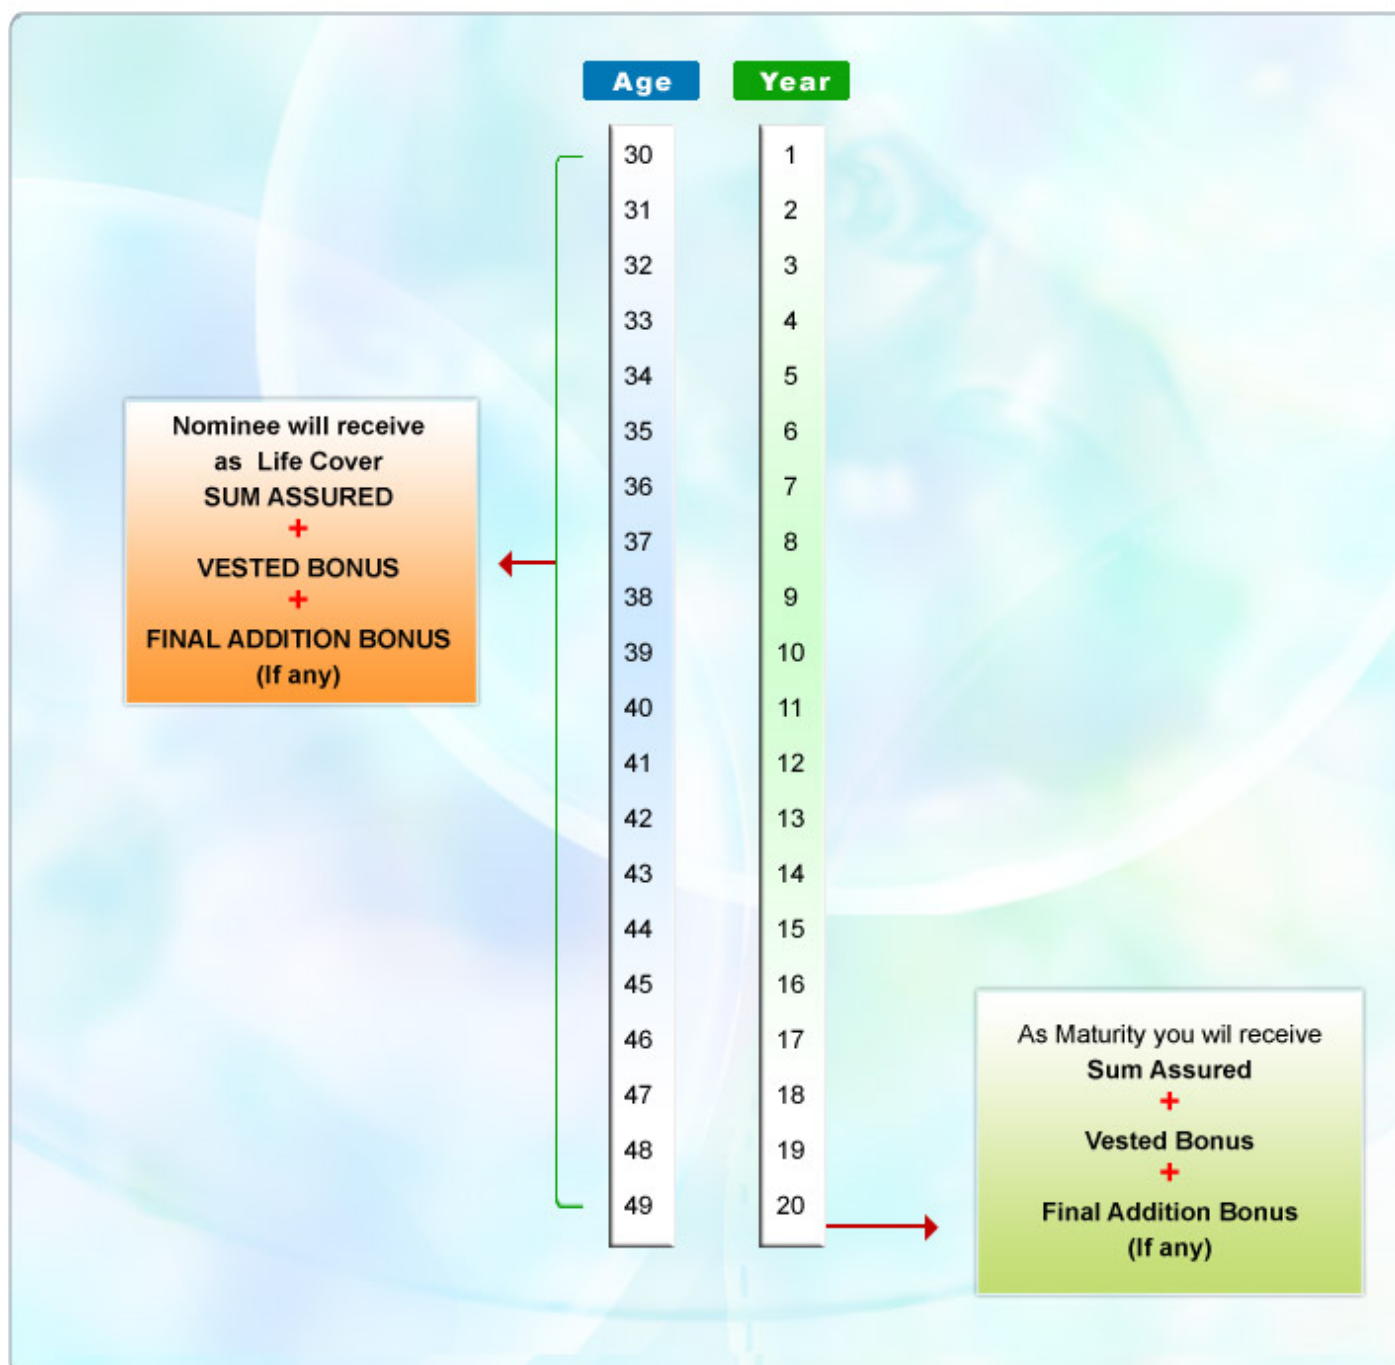 Age Year
30 1
31 2
32 3
33 4
34 5
35 6
36 7
37 8
38 9
39 10
40 11
41 12
42 13
43 14
44 15
45 16
46 17
47 18
48 19
49 20
Nominee will receive
as Life Cover
SUM ASSURED
+
VESTED BONUS
+
FINAL ADDITION BONUS
(If any)
As Maturity you wil receive
Sum Assured
+
Vested Bonus
+
Final Addition Bonus
(If any)